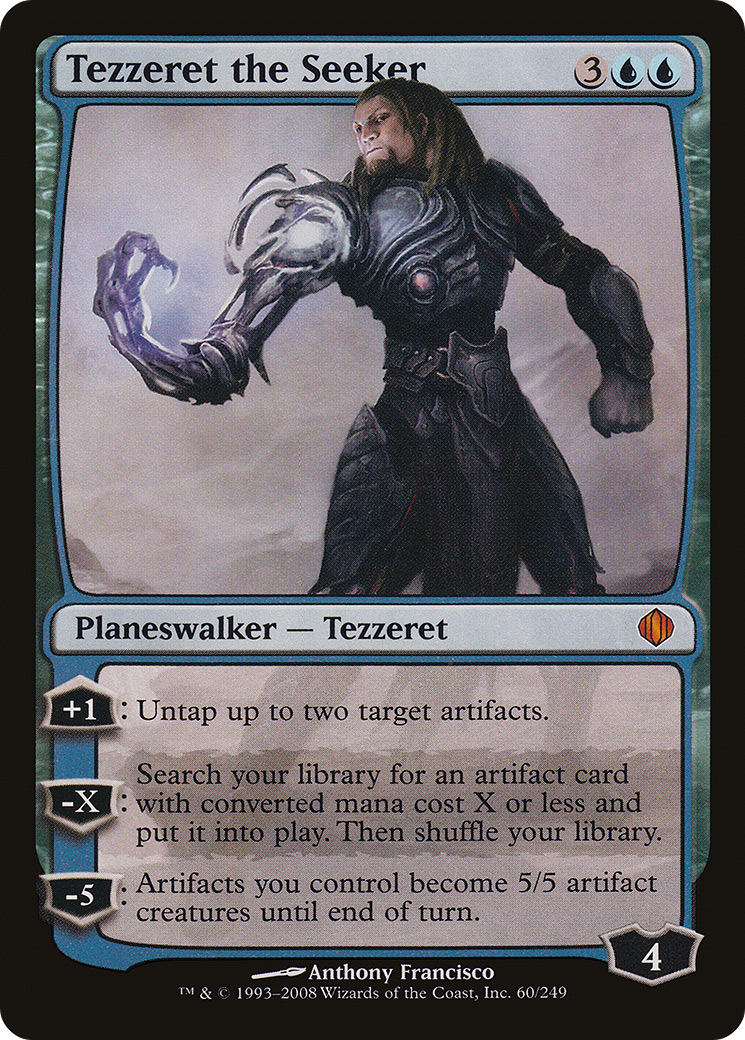 Tezzeret the Seeker 3
Planeswalker — Tezzeret
+1 : Untap up to two target artifacts.
-X : Search your library for an artifact card
with converted mana cost X or less and
put it into play. Then shuffle your library.
-5 : Artifacts you control become 5/5 artifact
creatures until end of turn.
4
Anthony Francisco
™ & © 1993–2008 Wizards of the Coast, Inc. 60/249